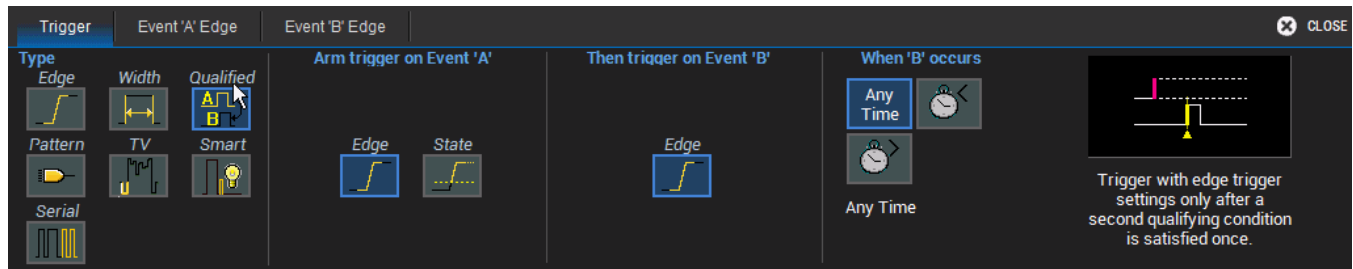 Trigger
Event 'A' Edge
Event 'B' Edge
CLOSE
Type
Edge
Width
Qualified
A
B
Pattern
TV
Smart
U
Serial
Arm trigger on Event 'A'
Edge
State
Then trigger on Event 'B'
Edge
When 'B' occurs
Any
Time
<
>
Any Time
Trigger with edge trigger
settings only after a
second qualifying condition
is satisfied once.